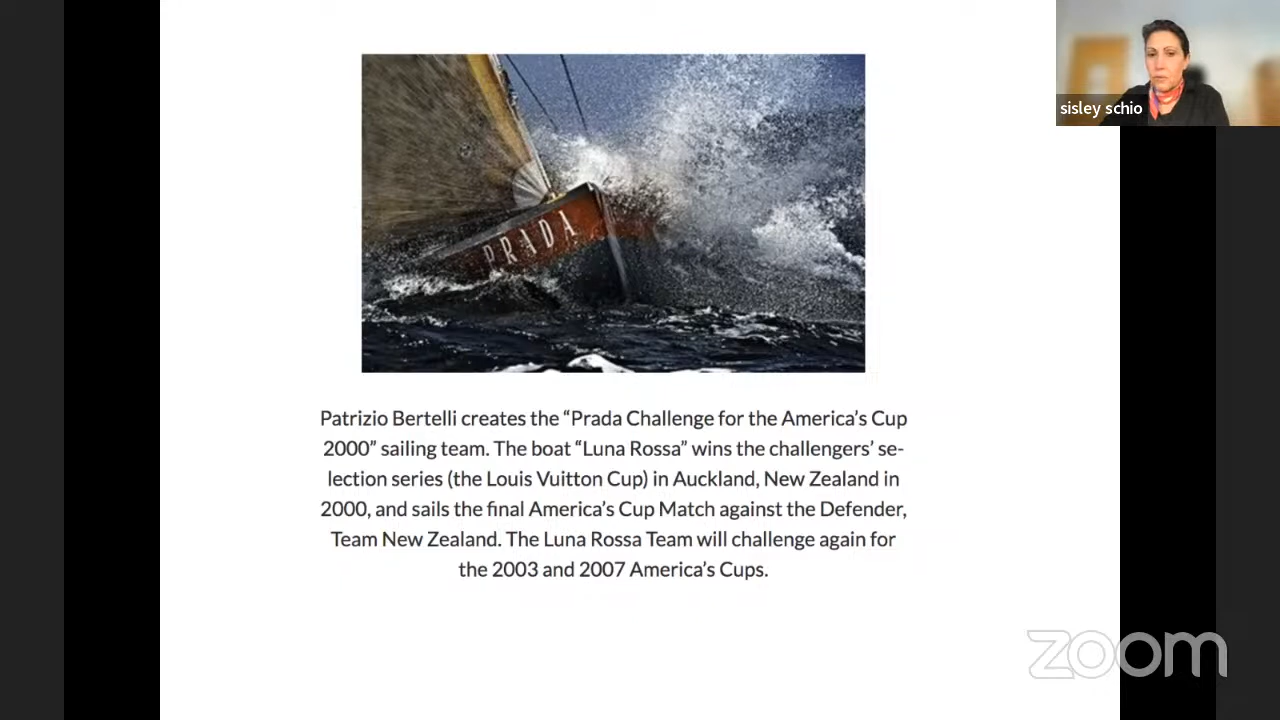 sisley schio
PRADA
Patrizio Bertelli creates the “Prada Challenge for the America’s Cup
2000” sailing team. The boat “Luna Rossa” wins the challengers’ se-
lection series (the Louis Vuitton Cup) in Auckland, New Zealand in
2000, and sails the final America’s Cup Match against the Defender,
Team New Zealand. The Luna Rossa Team will challenge again for
the 2003 and 2007 America’s Cups.
zoom